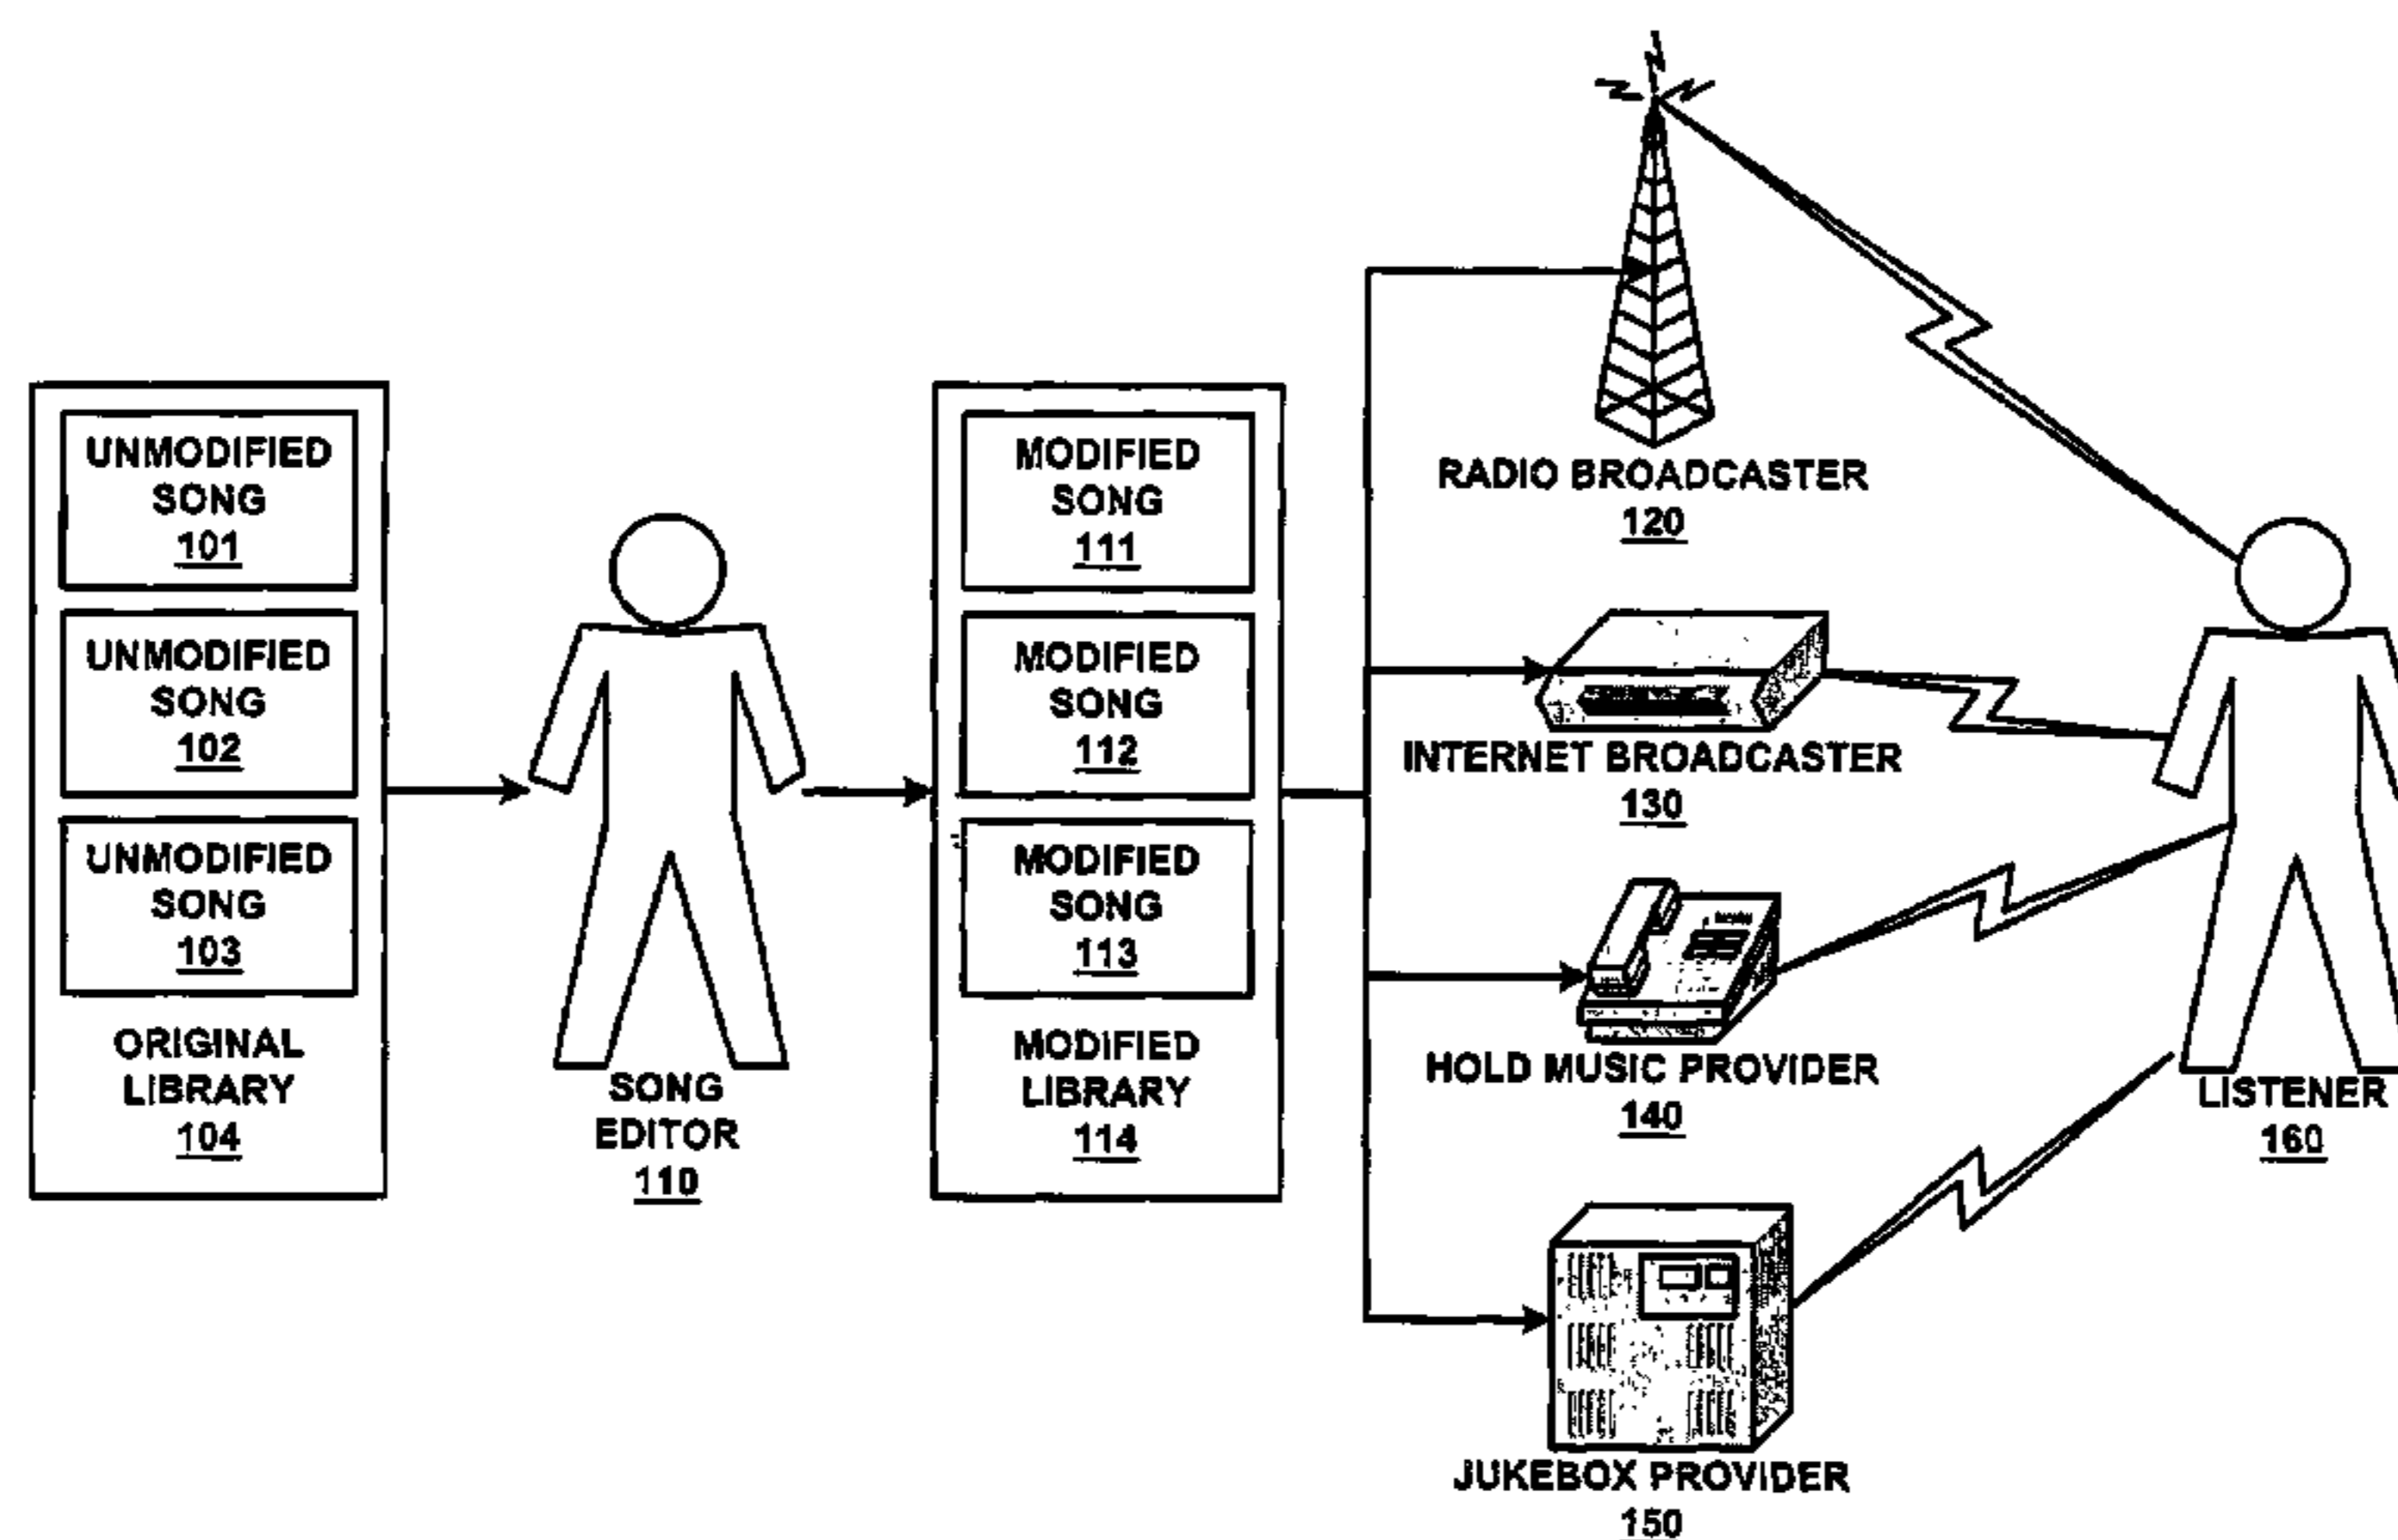 UNMODIFIED
SONG
101
UNMODIFIED
SONG
102
UNMODIFIED
SONG
103
ORIGINAL
LIBRARY
104
SONG
EDITOR
110
MODIFIED
SONG
111
MODIFIED
SONG
112
MODIFIED
SONG
113
MODIFIED
LIBRARY
114
RADIO BROADCASTER
120
INTERNET BROADCASTER
130
HOLD MUSIC PROVIDER
140
JUKEBOX PROVIDER
150
LISTENER
160